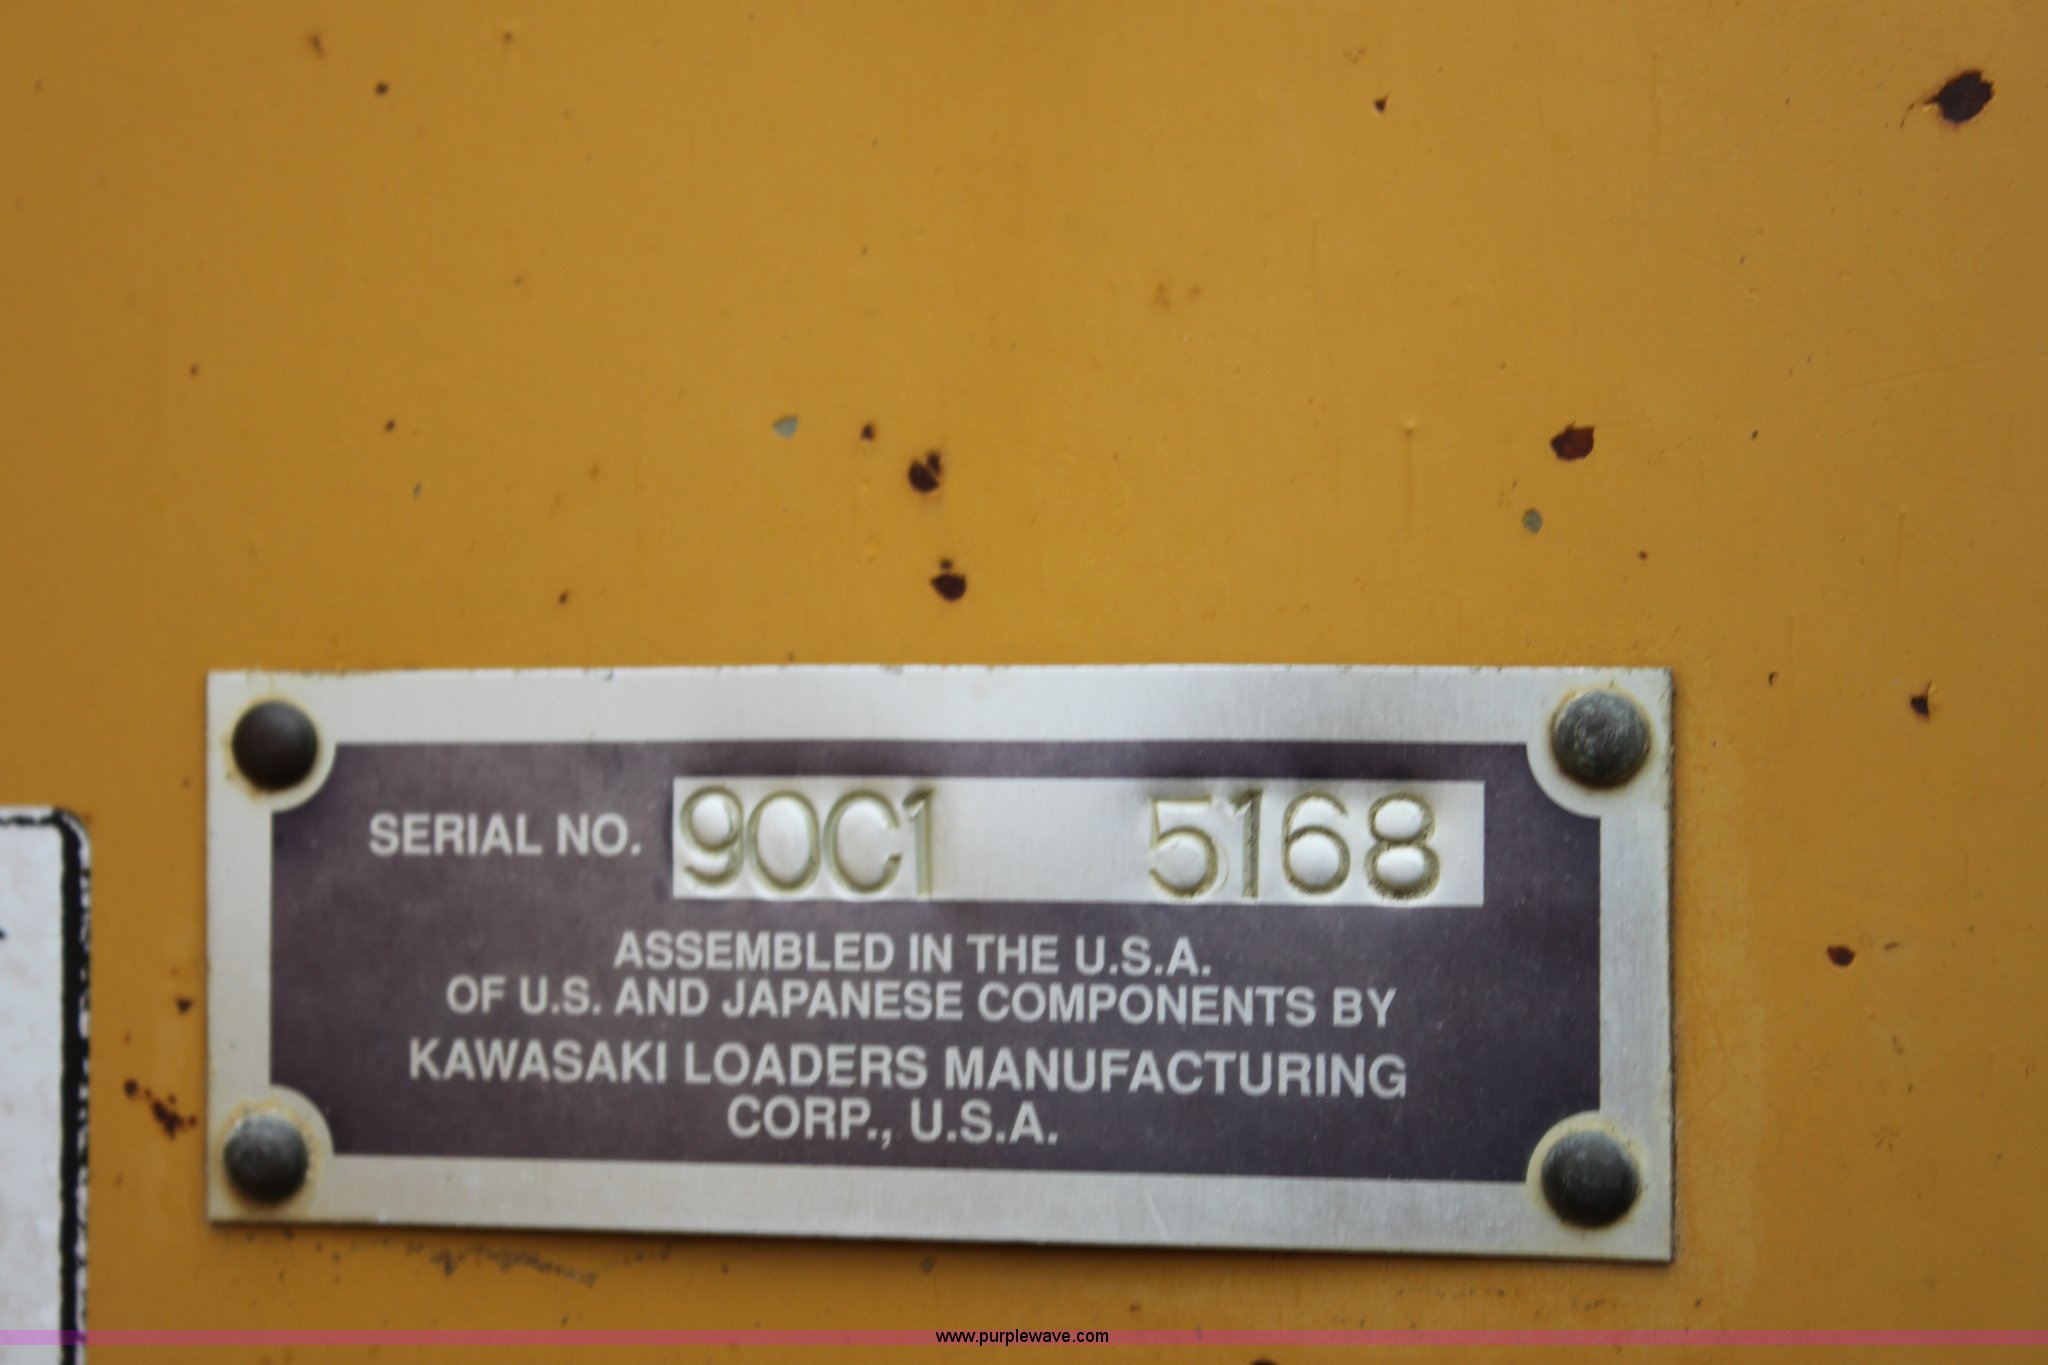 SERIAL NO. 90C1 5168
ASSEMBLED IN THE U.S.A.
OF U.S. AND JAPANESE COMPONENTS BY
KAWASAKI LOADERS MANUFACTURING
CORP., U.S.A.
www.purplewave.com